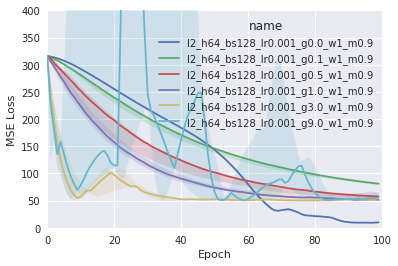 400
350
300
250
200
150
100
50
0
MSE Loss
name
l2_h64_bs128_lr0.001_g0.0_w1_m0.9
l2_h64_bs128_lr0.001_g0.1_w1_m0.9
l2_h64_bs128_lr0.001_g0.5_w1_m0.9
l2_h64_bs128_lr0.001_g1.0_w1_m0.9
l2_h64_bs128_lr0.001_g3.0_w1_m0.9
l2_h64_bs128_lr0.001_g9.0_w1_m0.9
0 20 40 60 80 100
Epoch